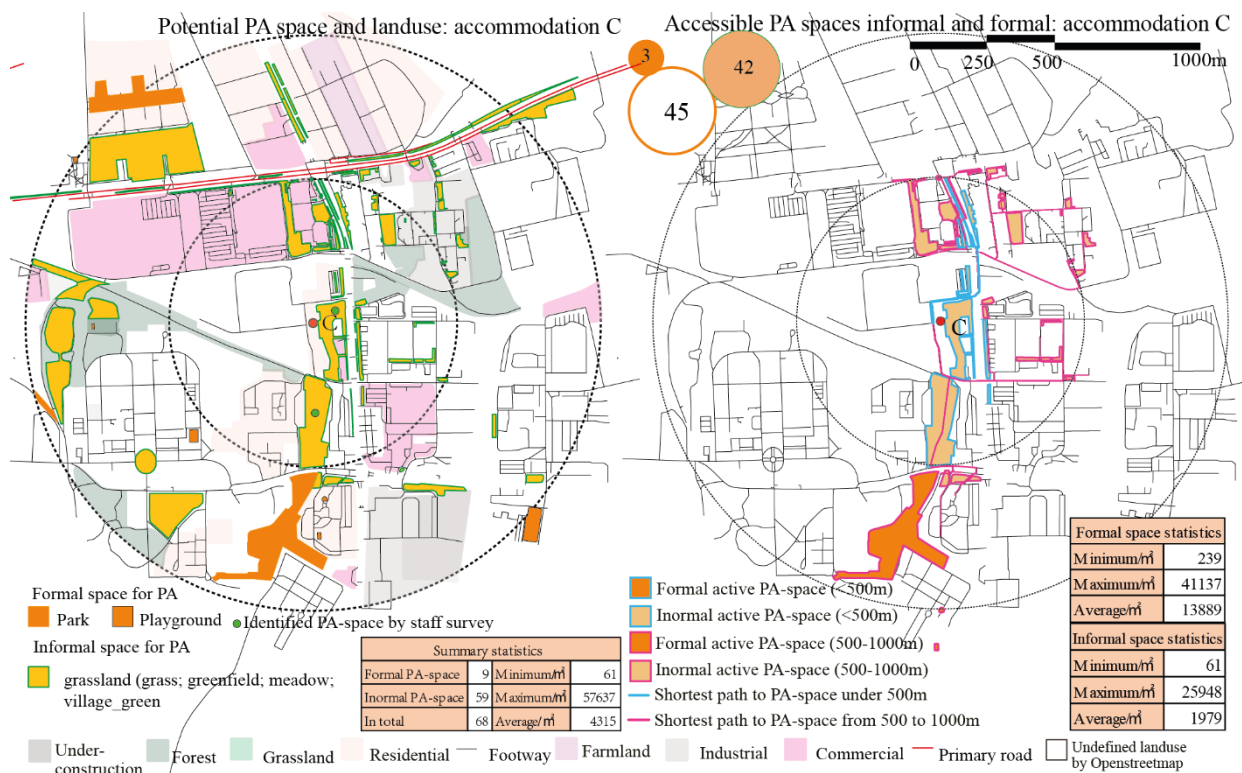 Potential PA space and landuse: accommodation C
Accessible PA spaces informal and formal: accommodation C
3
42
45
0
250
500
1000m
C
C
Formal space for PA
Park
Playground
Identified PA-space by staff survey
Informal space for PA
grassland (grass; greenfield; meadow;
village_green
Summary statistics
Formal PA-space 9 Minimum/㎡ 61
Inormal PA-space 59 Maximum/㎡ 57637
In total 68 Average/㎡ 4315
Formal active PA-space (<500m)
Inormal active PA-space (<500m)
Formal active PA-space (500-1000m)
Inormal active PA-space (500-1000m)
Shortest path to PA-space under 500m
Shortest path to PA-space from 500 to 1000m
Formal space statistics
Minimum/㎡ 239
Maximum/㎡ 41137
Average/㎡ 13889
Informal space statistics
Minimum/㎡ 61
Maximum/㎡ 25948
Average/㎡ 1979
Under-
construction
Forest
Grassland
Residential
Footway
Farmland
Industrial
Commercial
Primary road
Undefined landuse
by Openstreetmap